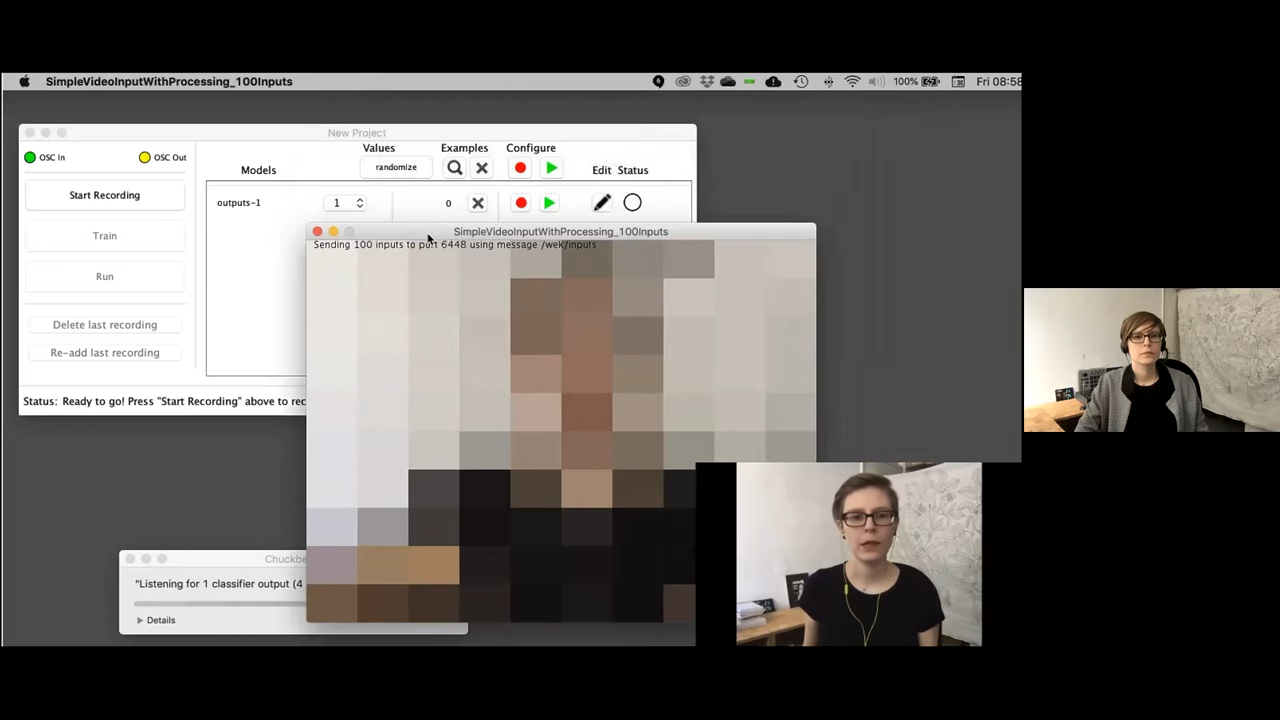 SimpleVideoInputWithProcessing_100Inputs
100%
Fri 08:58
New Project
OSC In
OSC Out
Values
Examples
Configure
Models
randomize
Edit
Status
Start Recording
outputs-1
1
0
Train
Run
Delete last recording
Re-add last recording
Status: Ready to go! Press "Start Recording" above to rec
SimpleVideoInputWithProcessing_100Inputs
Sending 100 inputs to port 6448 using message /wek/inputs
Chuckbe
"Listening for 1 classifier output (4
Details